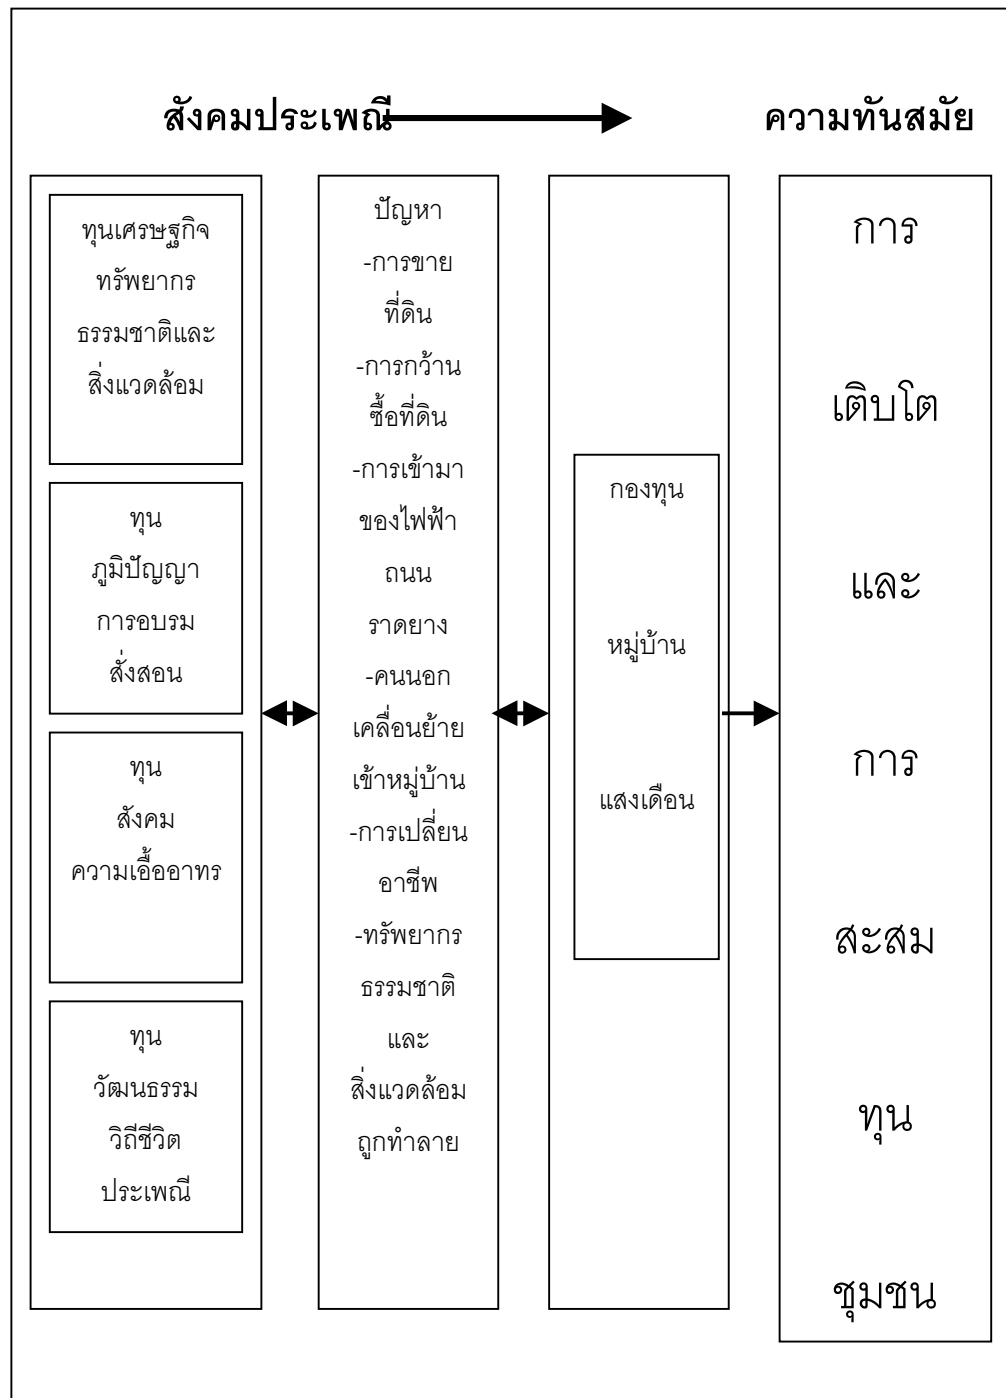 สังคมประเพณี
ความทันสมัย
ทุนเศรษฐกิจ
ทรัพยากร
ธรรมชาติและ
สิ่งแวดล้อม
ทุน
ภูมิปัญญา
การอบรม
สั่งสอน
ทุน
สังคม
ความเอื้ออาทร
ทุน
วัฒนธรรม
วิถีชีวิต
ประเพณี
ปัญหา
-การขาย
ที่ดิน
-การกว้าน
ซื้อที่ดิน
-การเข้ามา
ของไฟฟ้า
ถนน
ราดยาง
-คนนอก
เคลื่อนย้าย
เข้าหมู่บ้าน
-การเปลี่ยน
อาชีพ
-ทรัพยากร
ธรรมชาติ
และ
สิ่งแวดล้อม
ถูกทำลาย
กองทุน
หมู่บ้าน
แสงเดือน
การ
เติบโต
และ
การ
สะสม
ทุน
ชุมชน